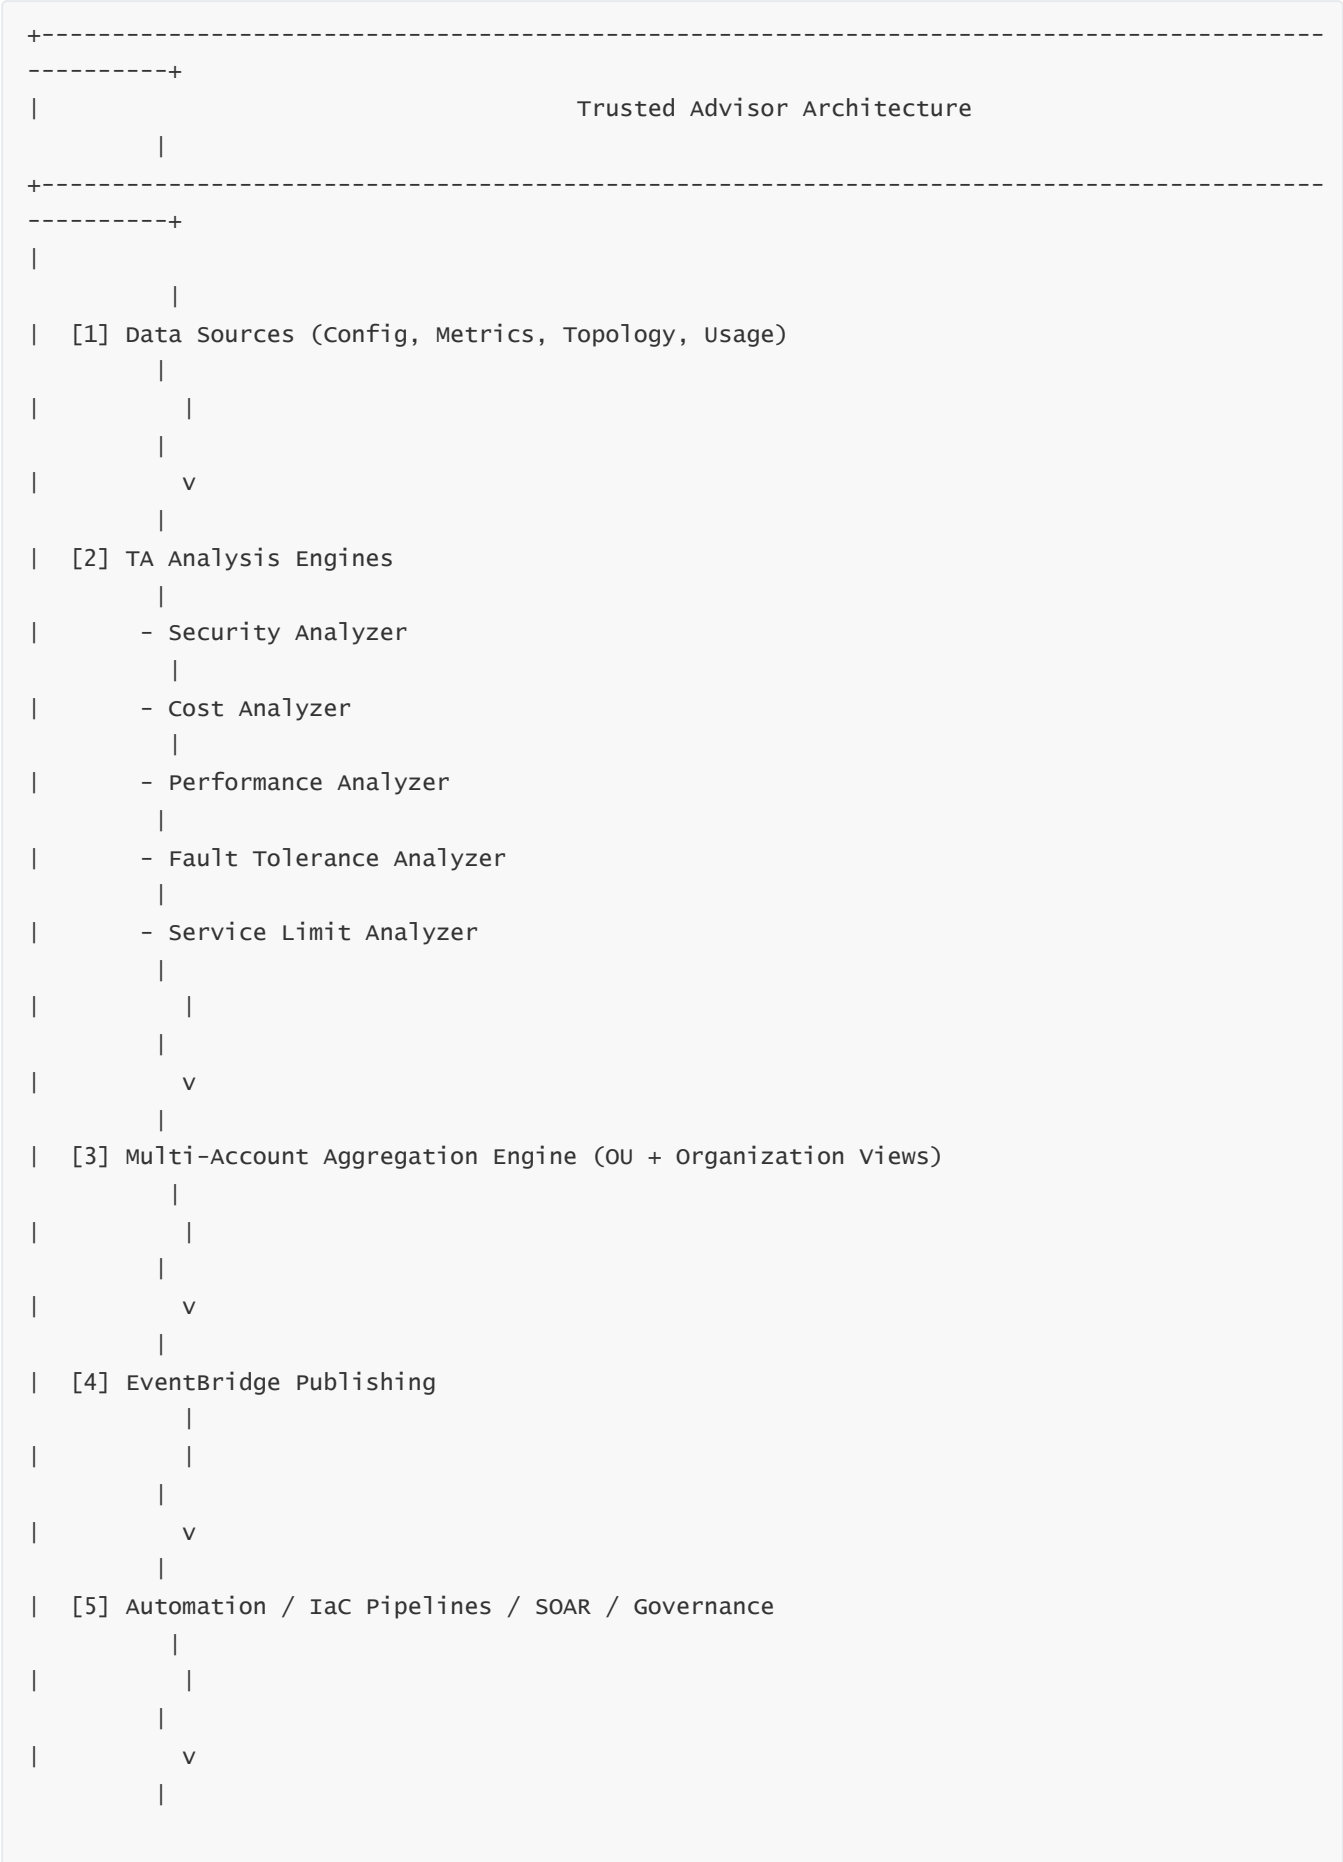 +-------------------------------------------------------------------------------------------
----------+
|                                      Trusted Advisor Architecture
         |
+-------------------------------------------------------------------------------------------
----------+
|
          |
|  [1] Data Sources (Config, Metrics, Topology, Usage)
         |
|          |
         |
|          v
         |
|  [2] TA Analysis Engines
         |
|       - Security Analyzer
          |
|       - Cost Analyzer
          |
|       - Performance Analyzer
         |
|       - Fault Tolerance Analyzer
         |
|       - Service Limit Analyzer
         |
|          |
         |
|          v
         |
|  [3] Multi-Account Aggregation Engine (OU + Organization Views)
          |
|          |
         |
|          v
         |
|  [4] EventBridge Publishing
           |
|          |
         |
|          v
         |
|  [5] Automation / IaC Pipelines / SOAR / Governance
          |
|          |
         |
|          v
         |